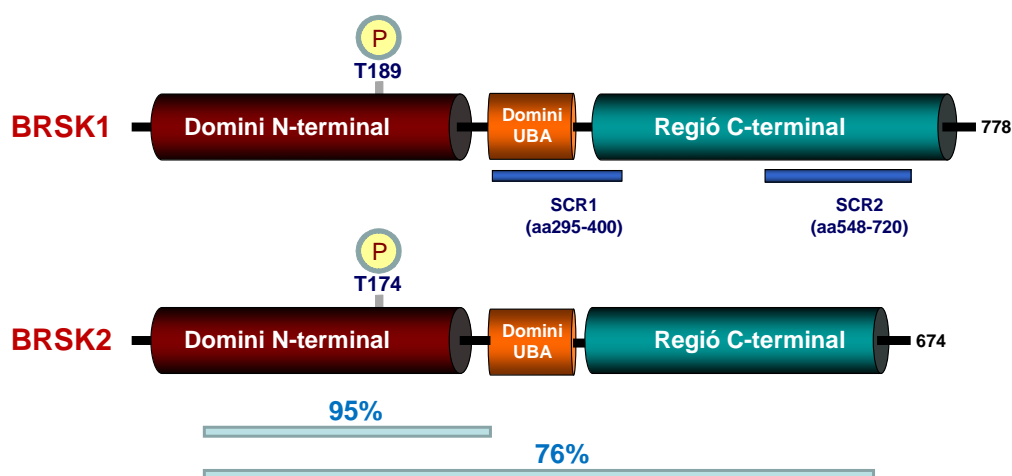 P
T189
BRSK1
Domini N-terminal
Domini
UBA
Regió C-terminal
778
SCR1
(aa295-400)
SCR2
(aa548-720)
P
T174
BRSK2
Domini N-terminal
Domini
UBA
Regió C-terminal
674
95%
76%